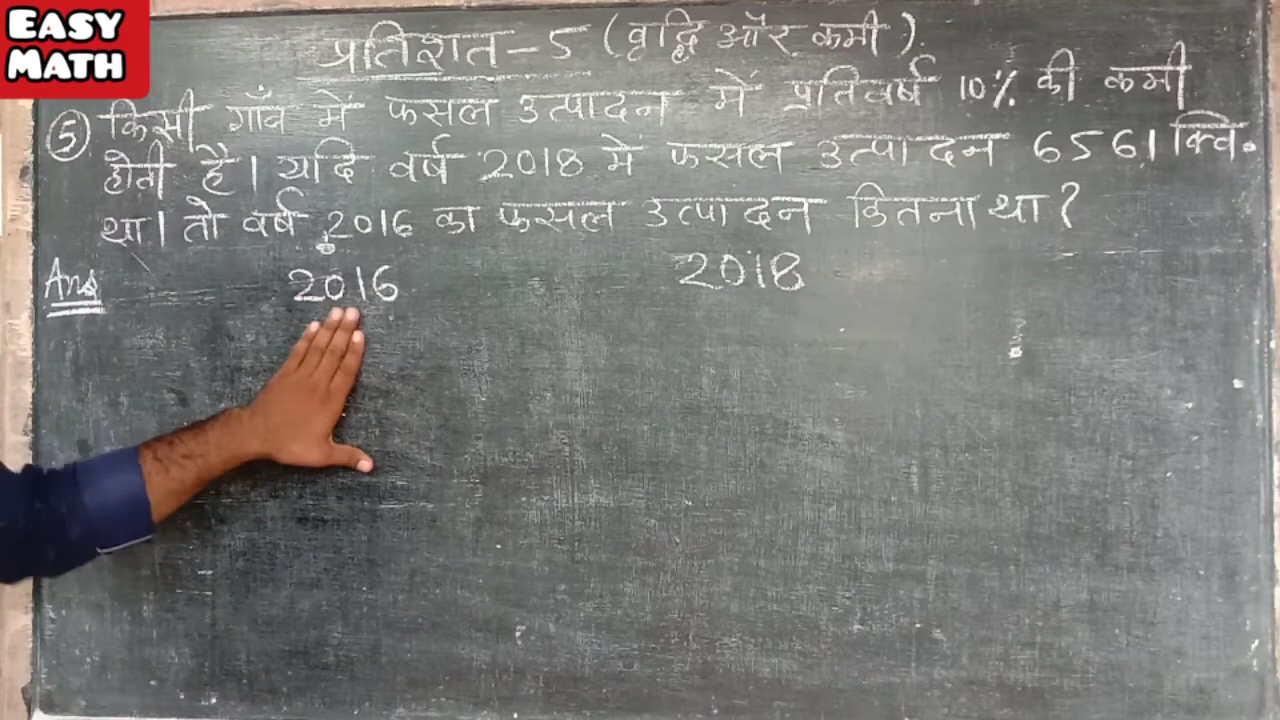 EASY
MATH
प्रतिशत-5 (वृद्धि और कमी)
⑤ किसी गाँव में फसल उत्पादन में प्रतिवर्ष 10% की कमी
होती है। यदि वर्ष 2018 में फसल उत्पादन 6561 क्वि.
था। तो वर्ष 2016 का फसल उत्पादन कितना था?
Ans 2016 2018